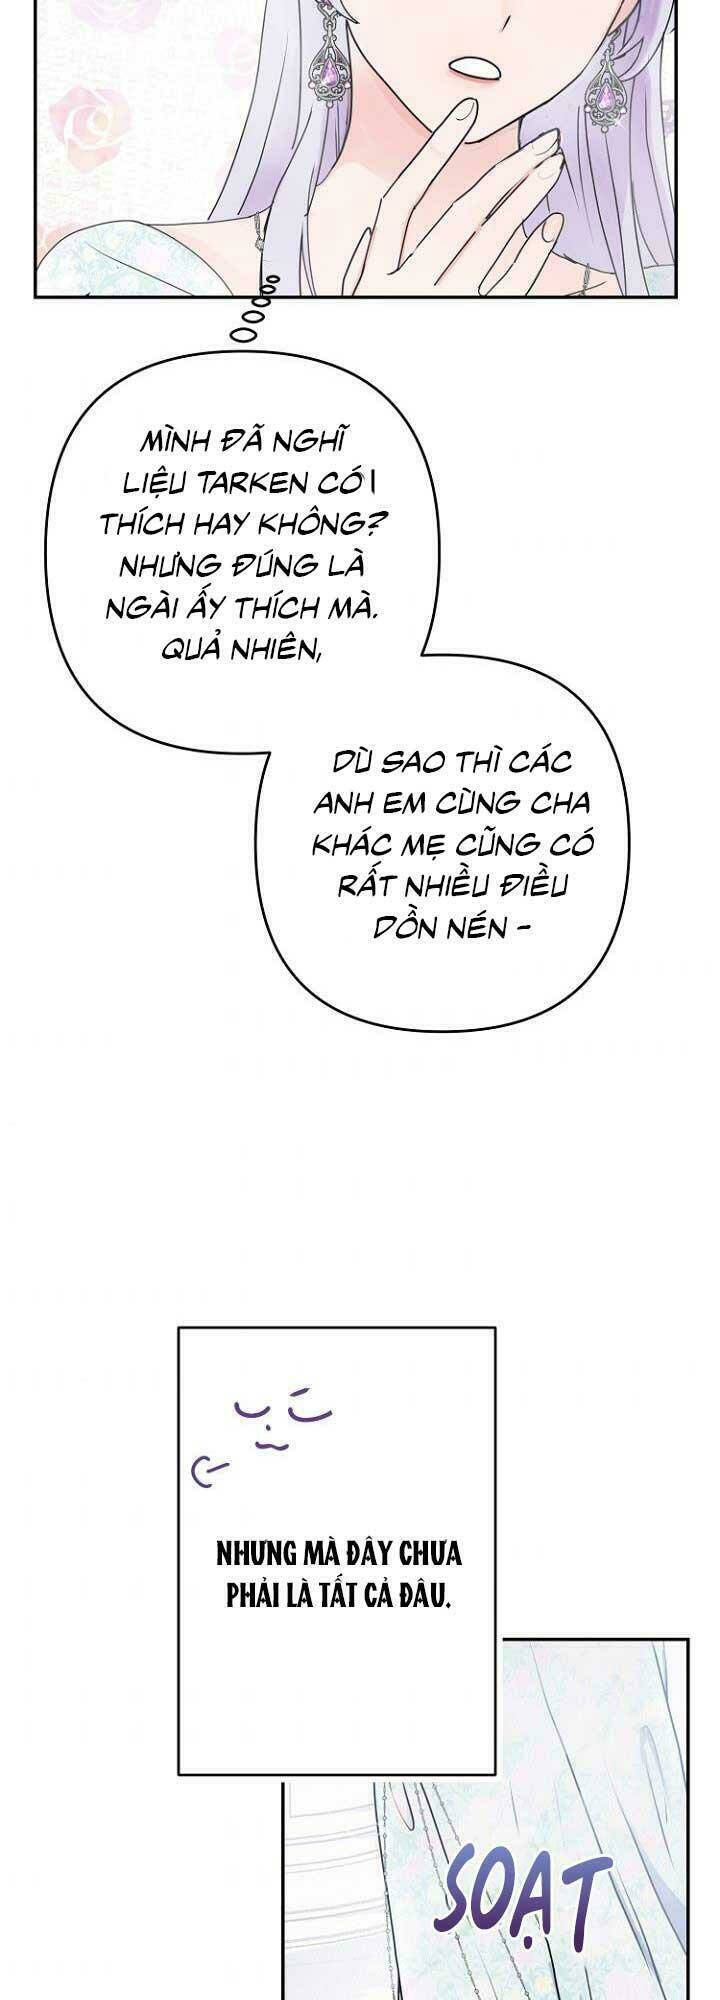 MÌNH ĐÃ NGHĨ
LIỆU TARKEN CÓ
THÍCH HAY KHÔNG?
NHƯNG ĐÚNG LÀ
NGÀI ẤY THÍCH MÀ.
QUẢ NHIÊN,
DÙ SAO THÌ CÁC
ANH EM CÙNG CHA
KHÁC MẸ CŨNG CÓ
RẤT NHIỀU ĐIỀU
DỒN NÉN -
NHƯNG MÀ ĐÂY CHƯA
PHẢI LÀ TẤT CẢ ĐÂU.
SOẠT